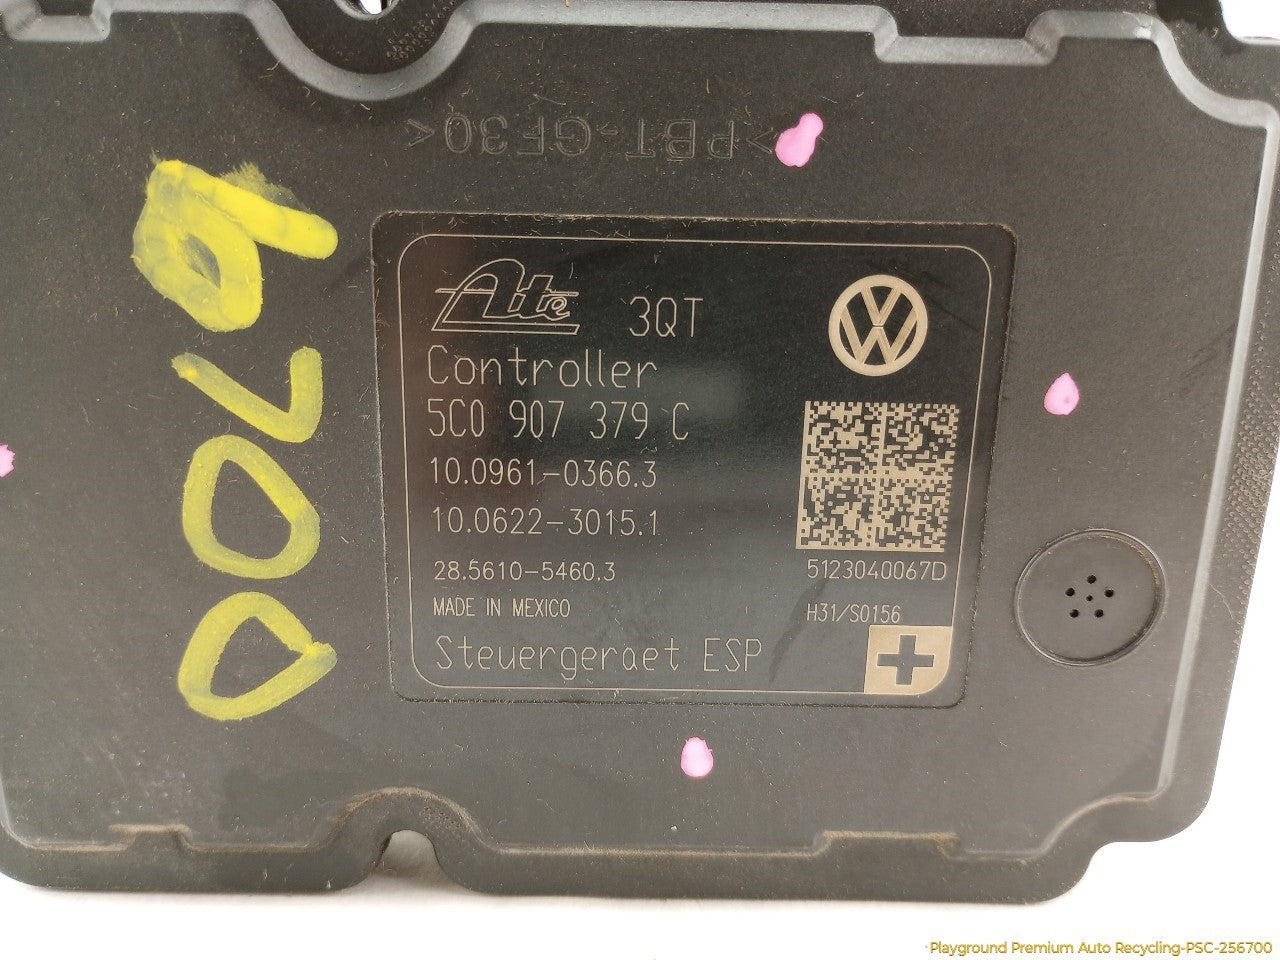 >PBT-GF30<
6700
Ate 3QT
Controller
5C0 907 379 C
10.0961-0366.3
10.0622-3015.1
28.5610-5460.3
MADE IN MEXICO
Steuergeraet ESP
5123040067D
H31/S0156
Playground Premium Auto Recycling-PSC-256700